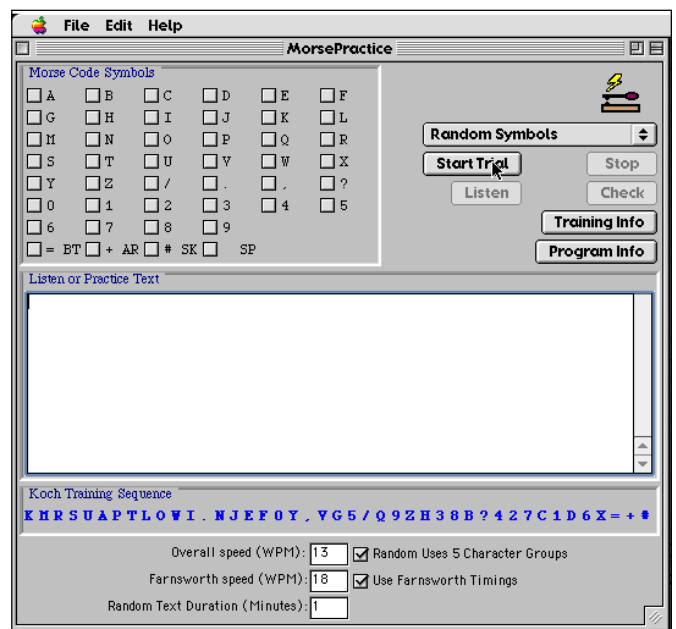 File Edit Help
MorsePractice
Morse Code Symbols
A B C D E F
G H I J K L
M N O P Q R
S T U V W X
Y Z / . , ?
0 1 2 3 4 5
6 7 8 9
= BT + AR # SK SP
Random Symbols
Start Trial Stop
Listen Check
Training Info
Program Info
Listen or Practice Text
Koch Training Sequence
K M R S U A P T L O W I . N J E F 0 Y , V G 5 / Q 9 Z H 3 8 B ? 4 2 7 C 1 D 6 X = + #
Overall speed (WPM): 13 Random Uses 5 Character Groups
Farnsworth speed (WPM): 18 Use Farnsworth Timings
Random Text Duration (Minutes): 1